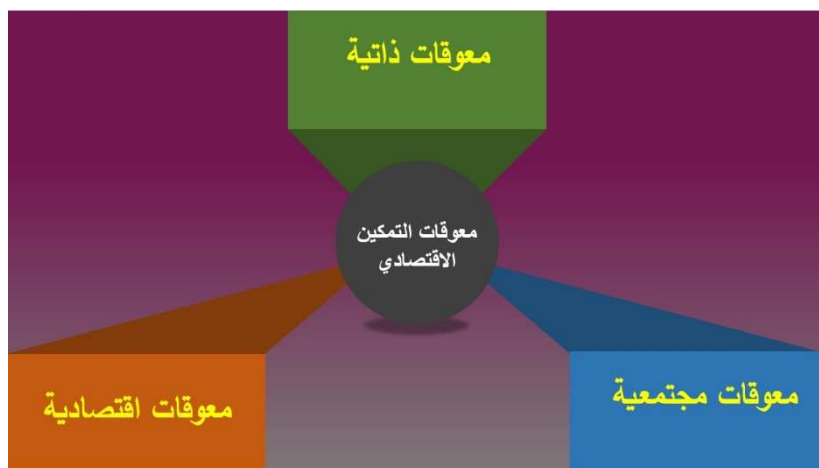 معوقات ذاتية
معوقات التمكين
الاقتصادي
معوقات مجتمعية
معوقات اقتصادية